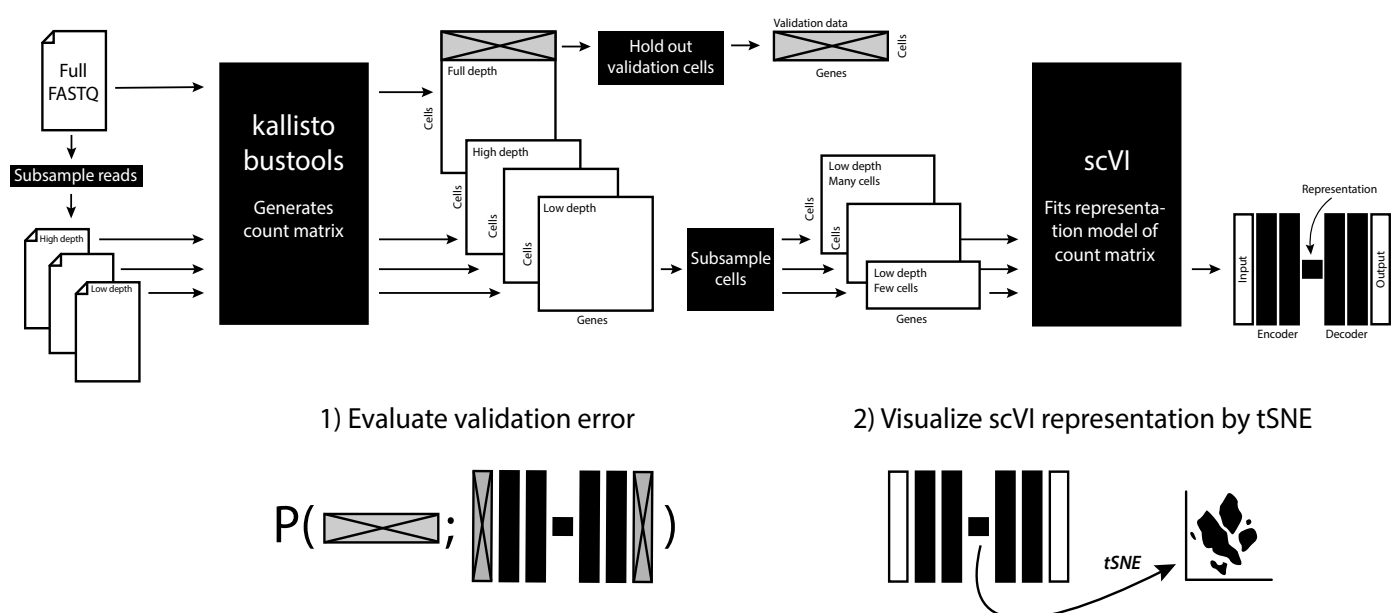 Full
FASTQ
Subsample reads
High depth
Low depth
kallisto
bustools
Generates
count matrix
Full depth
Cells
High depth
Cells
Cells
Low depth
Cells
Genes
Hold out
validation cells
Validation data
Cells
Genes
Subsample
cells
Low depth
Many cells
Cells
Cells
Low depth
Few cells
Genes
scVI
Fits representa-
tion model of
count matrix
Representation
Input
Output
Encoder
Decoder
1) Evaluate validation error
P( ; )
2) Visualize scVI representation by tSNE
tSNE